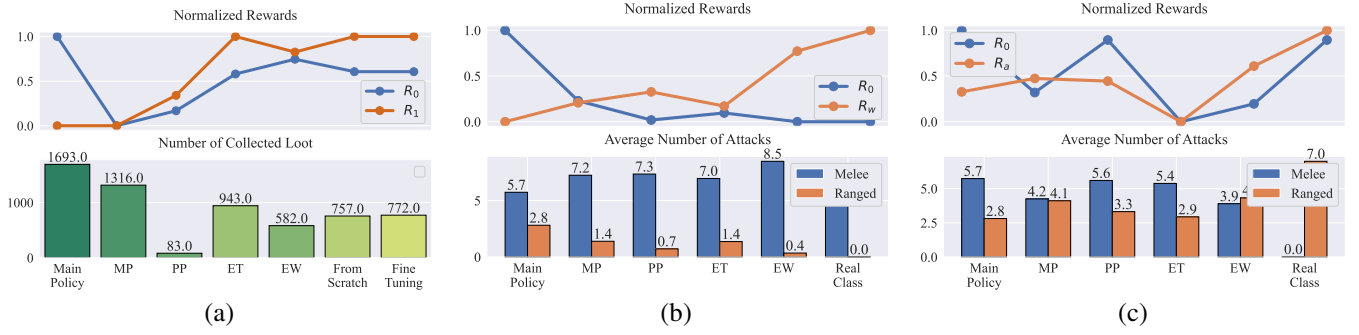 Normalized Rewards
1.0
0.5
0.0
R0
R1
Number of Collected Loot
1693.0
1316.0
83.0
943.0
582.0
757.0
772.0
1000
0
Main Policy
MP
PP
ET
EW
From Scratch
Fine Tuning
(a)
Normalized Rewards
1.0
0.5
0.0
R0
Rw
Average Number of Attacks
5.7
2.8
7.2
1.4
7.3
0.7
7.0
1.4
8.5
0.4
0.0
Melee
Ranged
5
0
Main Policy
MP
PP
ET
EW
Real Class
(b)
Normalized Rewards
1.0
0.5
0.0
R0
Ra
Average Number of Attacks
5.7
2.8
4.2
4.1
5.6
3.3
5.4
2.9
3.9
0.0
7.0
Melee
Ranged
5.0
2.5
0.0
Main Policy
MP
PP
ET
EW
Real Class
(c)